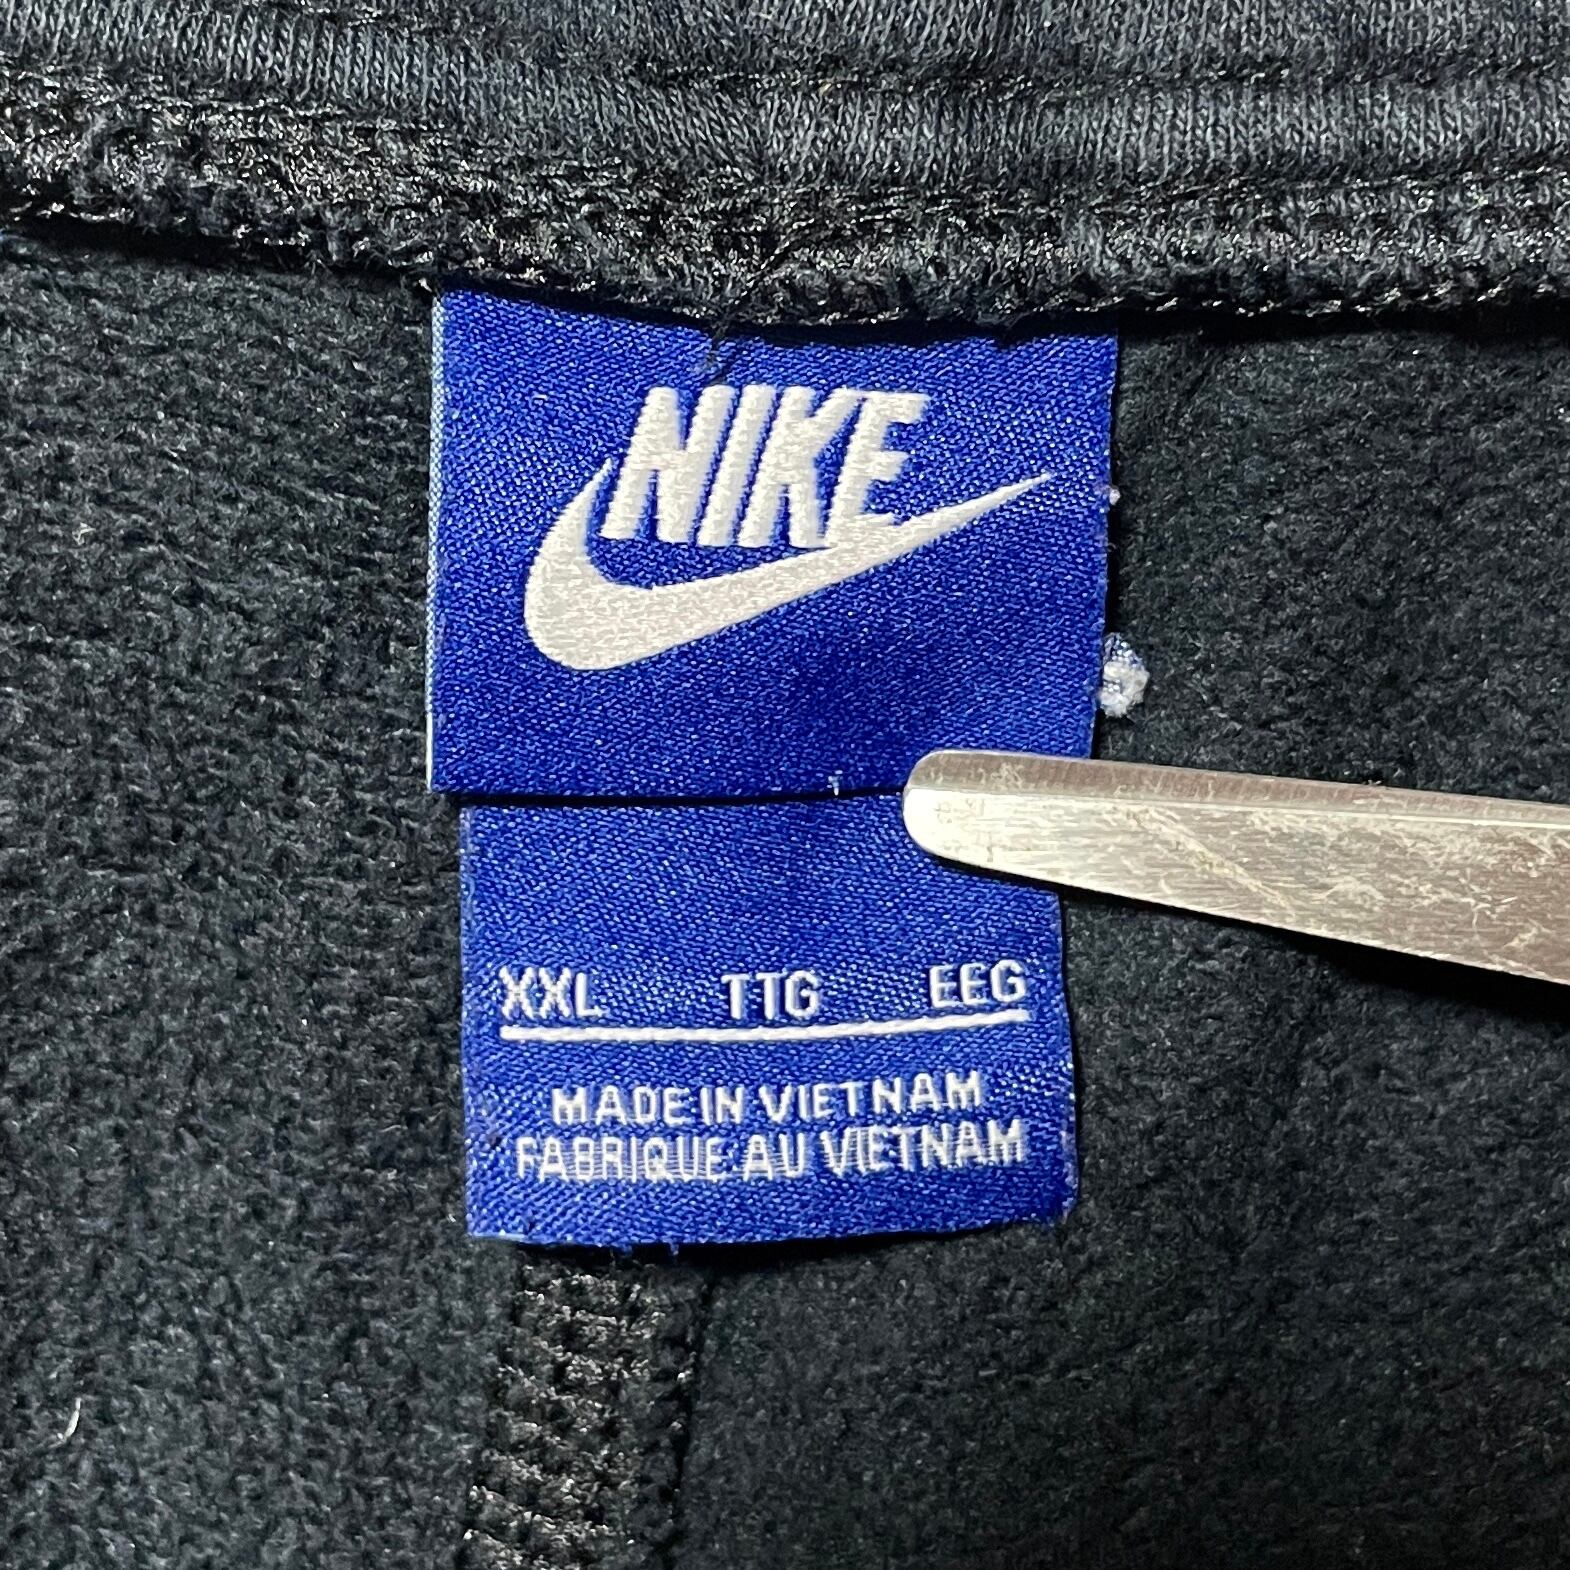 NIKE
XXL TTG EEG
MADE IN VIETNAM
FABRIQUE AU VIETNAM